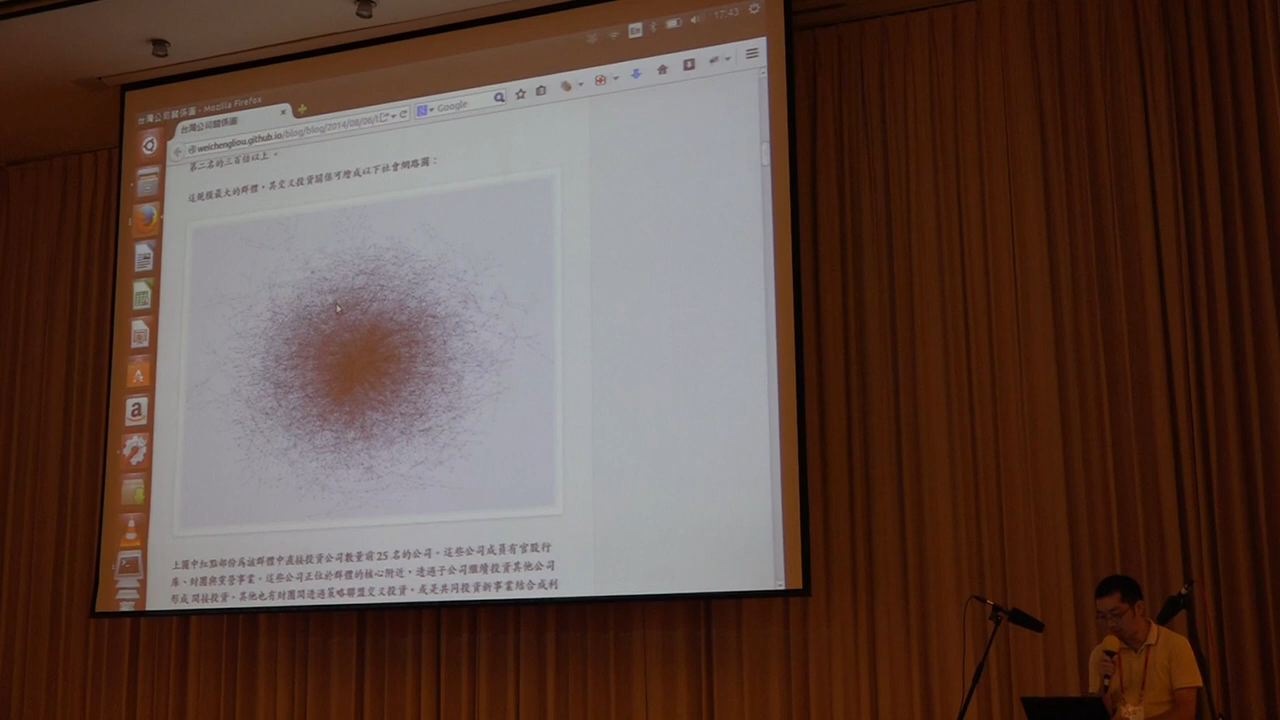 17:43
En
台灣公司關係圖 - Mozilla Firefox
台灣公司關係圖
weichengliou.github.io/blog/blog/2014/08/06/
Google
第二名的三百倍以上。
這規模最大的群體，其交叉投資關係可繪成以下社會網路圖：
上圖中紅點部份為該群體中直接投資公司數量前25 名的公司。這些公司成員有官股行
庫、財團與黨營事業。這些公司正位於群體的核心附近，透過子公司繼續投資其他公司
形成間接投資。其他也有財團間透過策略聯盟交叉投資，或是共同投資新事業結合成利